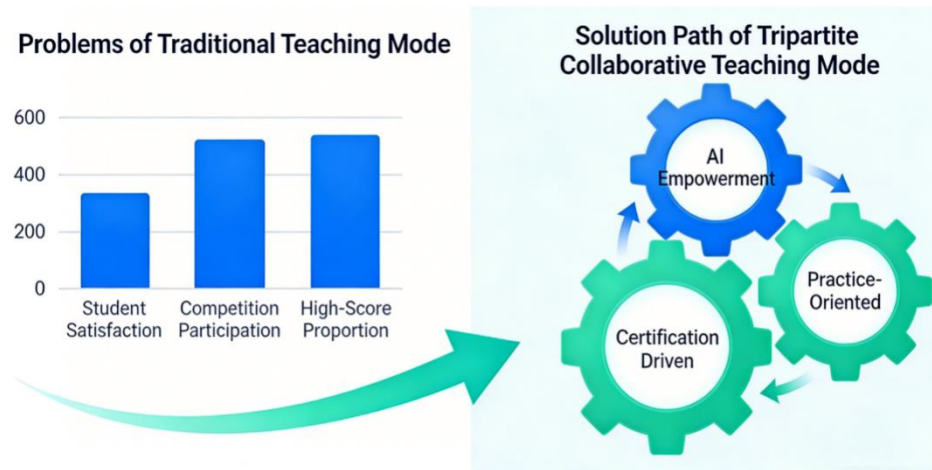 Problems of Traditional Teaching Mode
600
400
200
0
Student
Satisfaction
Competition
Participation
High-Score
Proportion
Solution Path of Tripartite
Collaborative Teaching Mode
AI
Empowerment
Practice-
Oriented
Certification
Driven